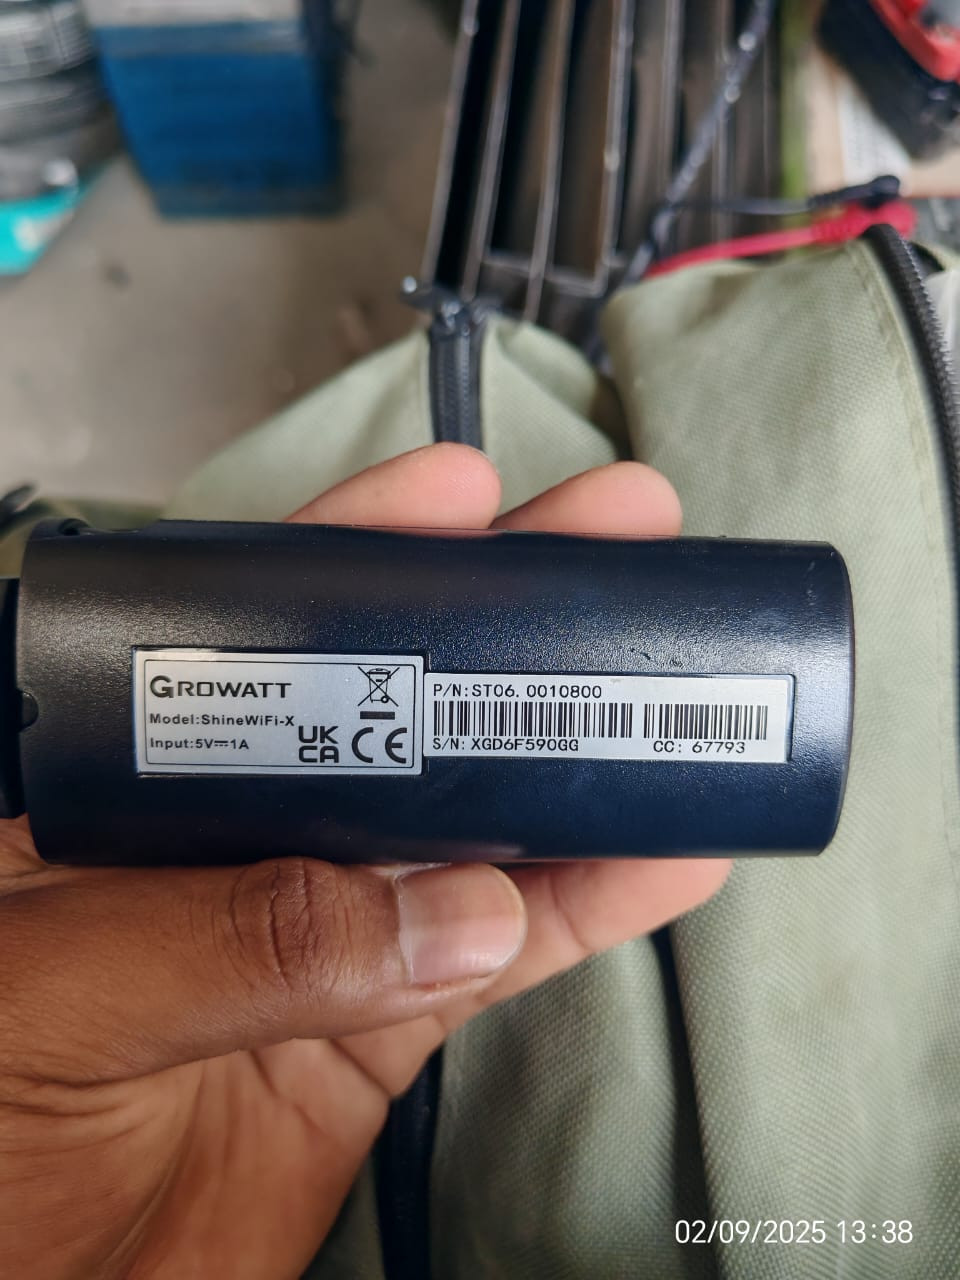 GROWATT
Model:ShineWiFi-X
Input:5V⎓1A
UK
CA CE
P/N:ST06. 0010800
S/N: XGD6F590GG CC: 67793
02/09/2025 13:38